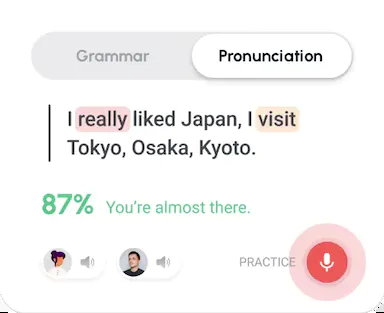 Grammar
Pronunciation
I really liked Japan, I visit
Tokyo, Osaka, Kyoto.
87% You're almost there.
PRACTICE